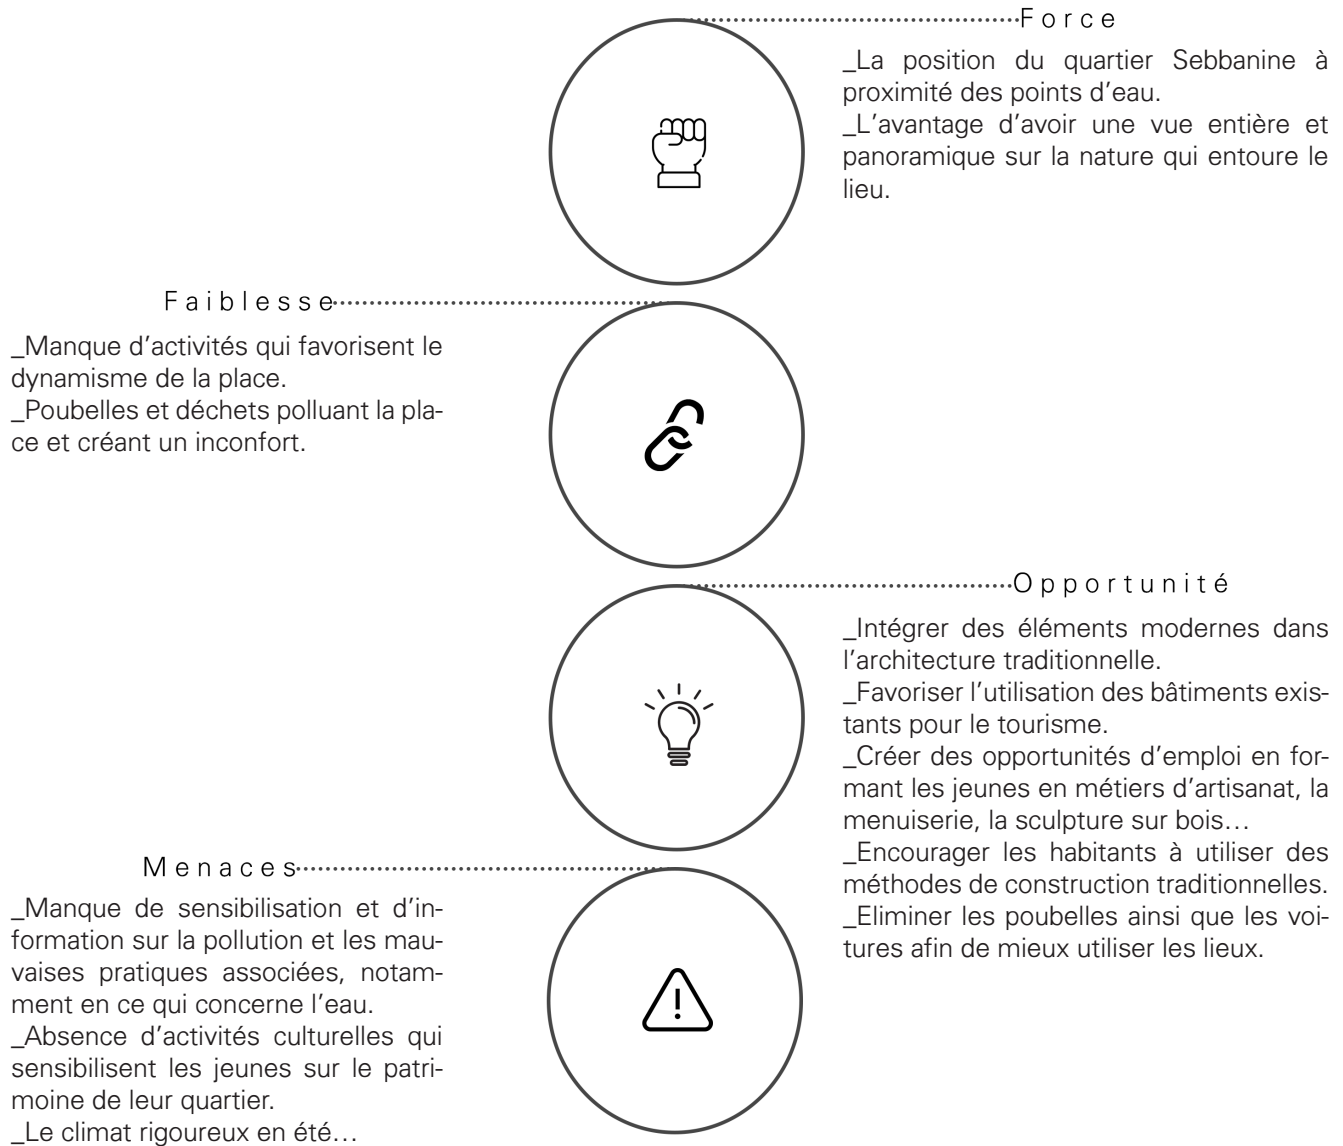 Force
_La position du quartier Sebbanine à
proximité des points d’eau.
_L’avantage d’avoir une vue entière et
panoramique sur la nature qui entoure le
lieu.
Faiblesse
_Manque d’activités qui favorisent le
dynamisme de la place.
_Poubelles et déchets polluant la pla-
ce et créant un inconfort.
Opportunité
_Intégrer des éléments modernes dans
l’architecture traditionnelle.
_Favoriser l’utilisation des bâtiments exis-
tants pour le tourisme.
_Créer des opportunités d’emploi en for-
mant les jeunes en métiers d’artisanat, la
menuiserie, la sculpture sur bois…
_Encourager les habitants à utiliser des
méthodes de construction traditionnelles.
_Eliminer les poubelles ainsi que les voi-
tures afin de mieux utiliser les lieux.
Menaces
_Manque de sensibilisation et d’in-
formation sur la pollution et les mau-
vaises pratiques associées, notam-
ment en ce qui concerne l’eau.
_Absence d’activités culturelles qui
sensibilisent les jeunes sur le patri-
moine de leur quartier.
_Le climat rigoureux en été…